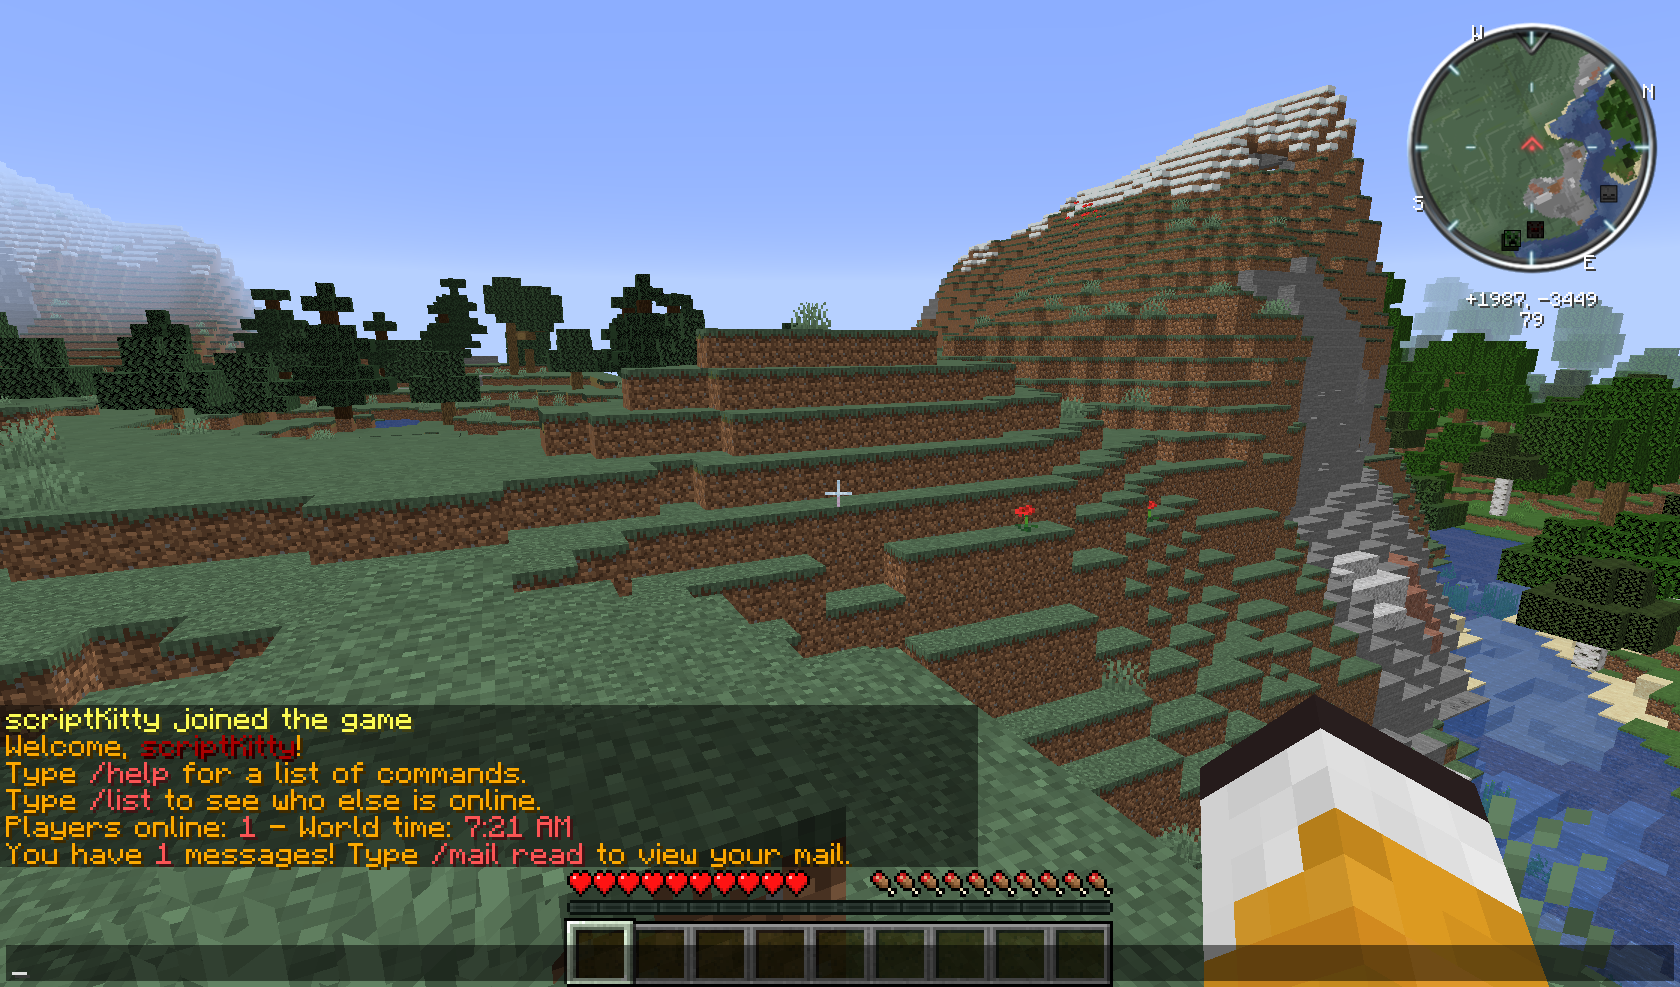 W
N
S
E
+1987, -3449
79
scriptKitty joined the game
Welcome, scriptKitty!
Type /help for a list of commands.
Type /list to see who else is online.
Players online: 1 - World time: 7:21 AM
You have 1 messages! Type /mail read to view your mail.
_